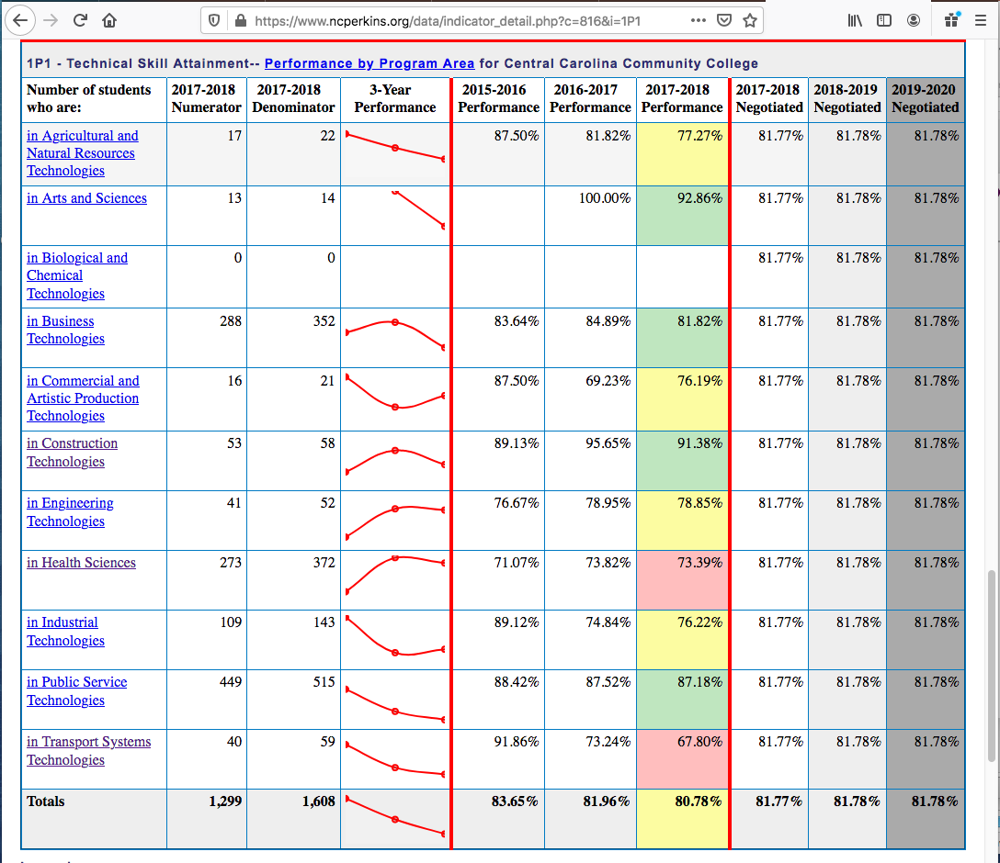 https://www.ncperkins.org/data/indicator_detail.php?c=816&i=1P1
1P1 - Technical Skill Attainment-- Performance by Program Area for Central Carolina Community College
Number of students who are: 2017-2018 Numerator 2017-2018 Denominator 3-Year Performance 2015-2016 Performance 2016-2017 Performance 2017-2018 Performance 2017-2018 Negotiated 2018-2019 Negotiated 2019-2020 Negotiated
in Agricultural and Natural Resources Technologies 17 22 87.50% 81.82% 77.27% 81.77% 81.78% 81.78%
in Arts and Sciences 13 14 100.00% 92.86% 81.77% 81.78% 81.78%
in Biological and Chemical Technologies 0 0 81.77% 81.78% 81.78%
in Business Technologies 288 352 83.64% 84.89% 81.82% 81.77% 81.78% 81.78%
in Commercial and Artistic Production Technologies 16 21 87.50% 69.23% 76.19% 81.77% 81.78% 81.78%
in Construction Technologies 53 58 89.13% 95.65% 91.38% 81.77% 81.78% 81.78%
in Engineering Technologies 41 52 76.67% 78.95% 78.85% 81.77% 81.78% 81.78%
in Health Sciences 273 372 71.07% 73.82% 73.39% 81.77% 81.78% 81.78%
in Industrial Technologies 109 143 89.12% 74.84% 76.22% 81.77% 81.78% 81.78%
in Public Service Technologies 449 515 88.42% 87.52% 87.18% 81.77% 81.78% 81.78%
in Transport Systems Technologies 40 59 91.86% 73.24% 67.80% 81.77% 81.78% 81.78%
Totals 1,299 1,608 83.65% 81.96% 80.78% 81.77% 81.78% 81.78%